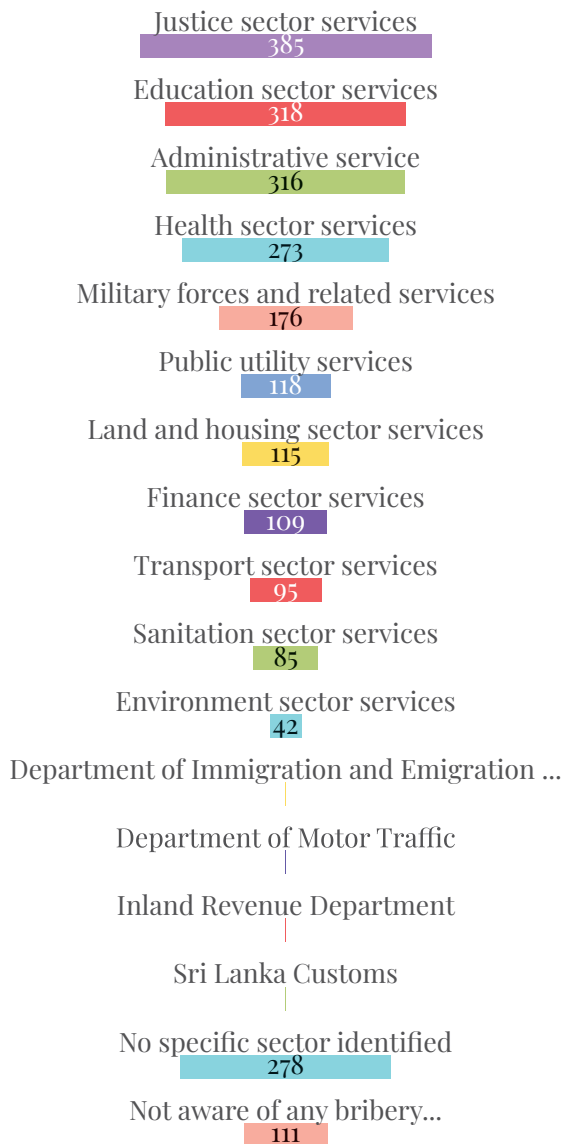 Justice sector services
385
Education sector services
318
Administrative service
316
Health sector services
273
Military forces and related services
176
Public utility services
118
Land and housing sector services
115
Finance sector services
109
Transport sector services
95
Sanitation sector services
85
Environment sector services
42
Department of Immigration and Emigration ...
Department of Motor Traffic
Inland Revenue Department
Sri Lanka Customs
No specific sector identified
278
Not aware of any bribery...
111